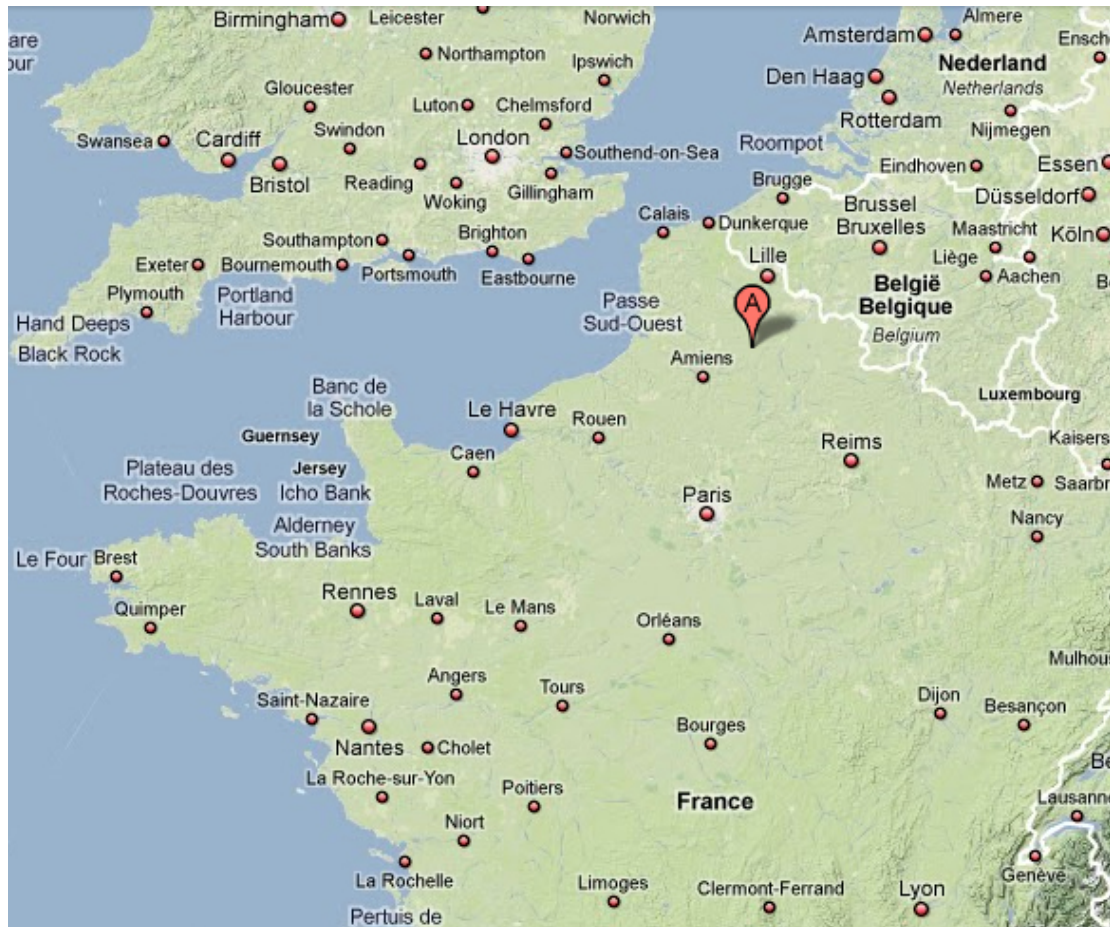 Birmingham
Leicester
Norwich
Amsterdam
Almere
Northampton
Ipswich
Den Haag
Nederland
Netherlands
Gloucester
Luton
Chelmsford
Rotterdam
Nijmegen
Swansea
Cardiff
Swindon
London
Southend-on-Sea
Roompot
Eindhoven
Essen
Bristol
Reading
Woking
Gillingham
Brugge
Brussel
Bruxelles
Düsseldorf
Calais
Dunkerque
Maastricht
Köln
Southampton
Brighton
Exeter
Bournemouth
Portsmouth
Eastbourne
Lille
Liège
Aachen
Plymouth
Portland
Harbour
Passe
Sud-Ouest
België
Belgique
Belgium
Hand Deeps
Black Rock
A
Amiens
Banc de
la Schole
Luxembourg
Le Havre
Rouen
Guernsey
Caen
Reims
Kaisers
Plateau des
Roches-Douvres
Jersey
Icho Bank
Paris
Metz
Saarbr
Alderney
South Banks
Nancy
Le Four
Brest
Rennes
Laval
Le Mans
Quimper
Orléans
Mulhous
Angers
Tours
Saint-Nazaire
Dijon
Besançon
Nantes
Cholet
Bourges
La Roche-sur-Yon
Poitiers
France
Be
Lausanne
Niort
La Rochelle
Genève
Limoges
Clermont-Ferrand
Lyon
Pertuis de